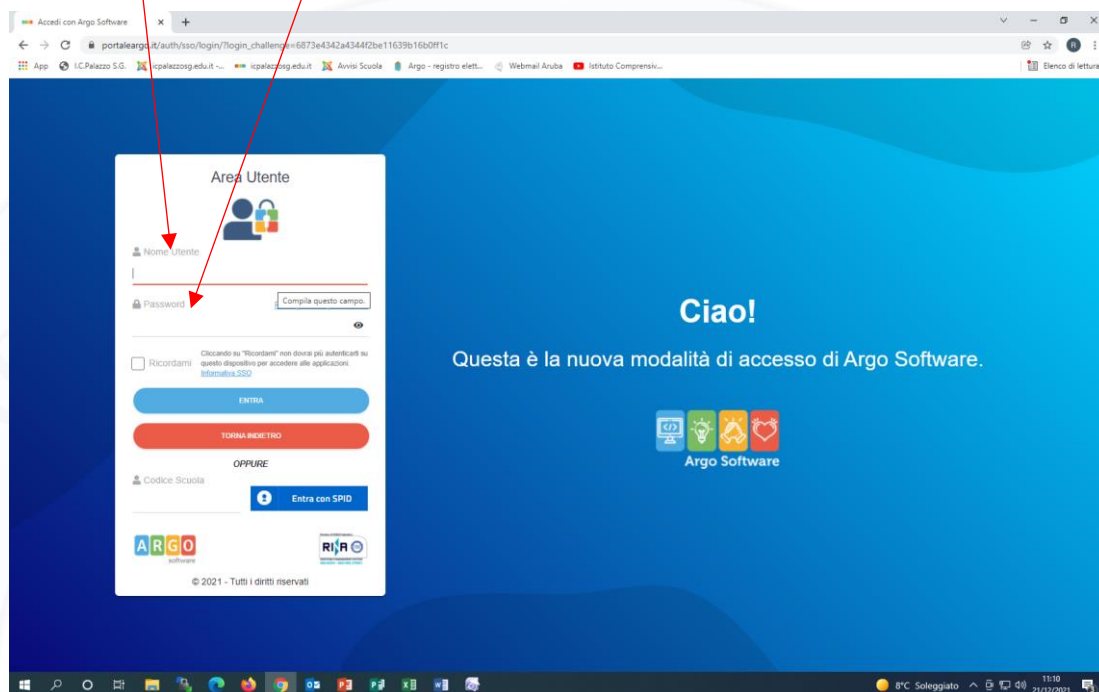 Accedi con Argo Software
portaleargo.it/auth/sso/login/?login_challenge=6873e4342a4344f2be11639b16b0ff1c
App I.C.Palazzo S.G. icpalazzosg.edu.it -... icpalazzosg.edu.it Avvisi Scuola Argo - registro elett... Webmail Aruba Istituto Comprensiv... Elenco di lettura
Area Utente
Nome Utente
Password
Compila questo campo.
Ricordami
Cliccando su "Ricordami" non dovrai più autenticarti su
questo dispositivo per accedere alle applicazioni.
Informativa SSO
ENTRA
TORNA INDIETRO
OPPURE
Codice Scuola
Entra con SPID
ARGO
software
RINA
© 2021 - Tutti i diritti riservati
Ciao!
Questa è la nuova modalità di accesso di Argo Software.
Argo Software
8°C Soleggiato
11:10
21/12/2021